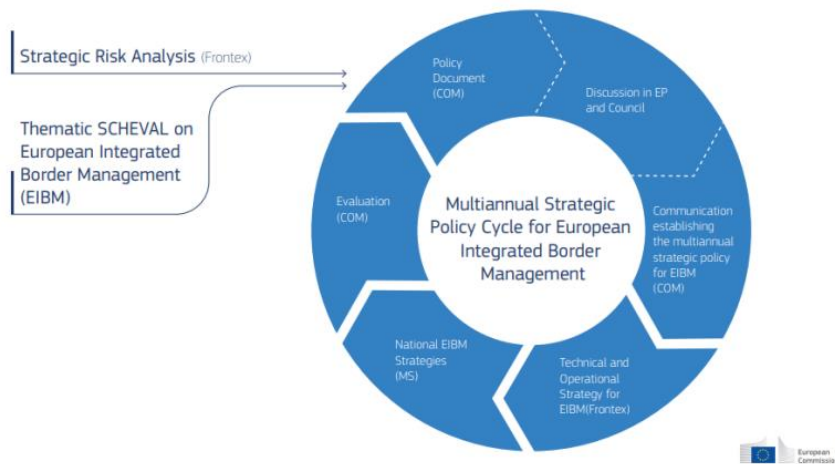 Strategic Risk Analysis (Frontex)
Thematic SCHEVAL on
European Integrated
Border Management
(EIBM)
Policy
Document
(COM)
Discussion in EP
and Council
Communication
establishing
the multiannual
strategic policy
for EIBM
(COM)
Technical and
Operational
Strategy for
EIBM(Frontex)
National EIBM
Strategies
(MS)
Evaluation
(COM)
Multiannual Strategic
Policy Cycle for European
Integrated Border
Management
European
Commissio